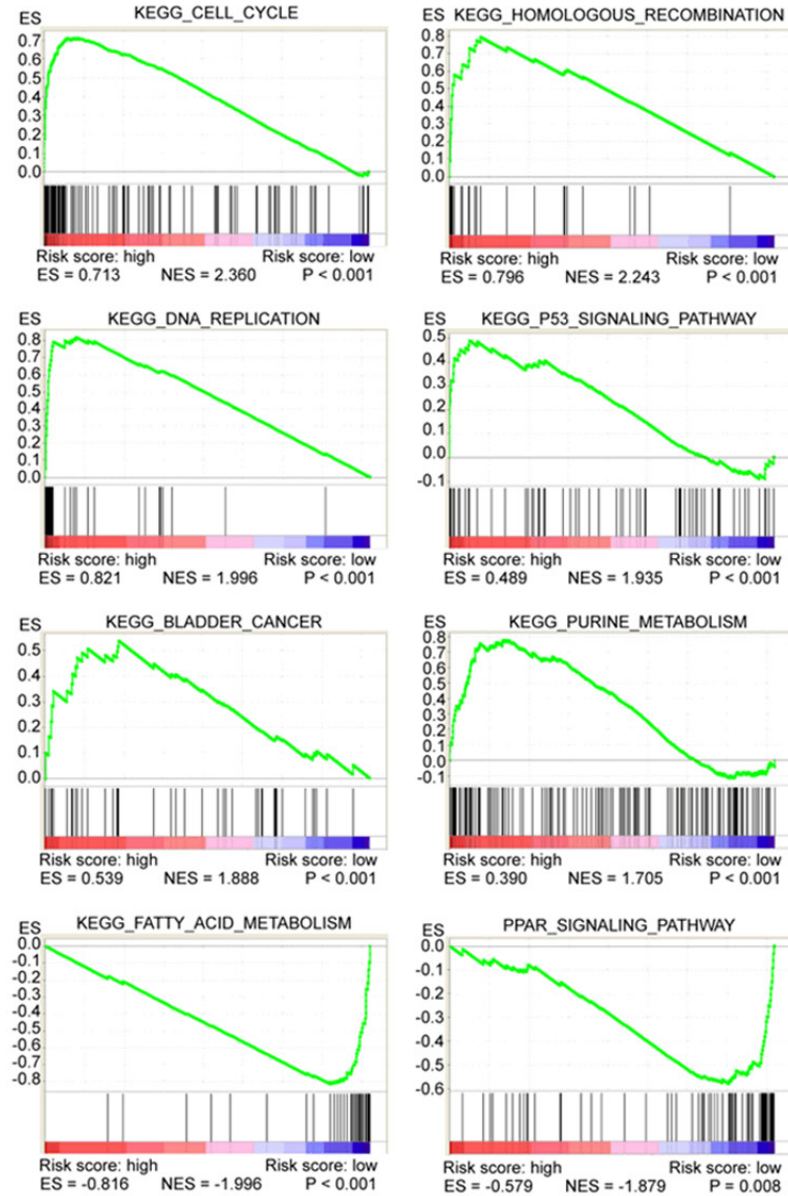 ES KEGG_CELL_CYCLE
0.7
0.6
0.5
0.4
0.3
0.2
0.1
0.0
Risk score: high Risk score: low
ES = 0.713 NES = 2.360 P < 0.001
ES KEGG_HOMOLOGOUS_RECOMBINATION
0.8
0.7
0.6
0.5
0.4
0.3
0.2
0.1
0.0
Risk score: high Risk score: low
ES = 0.796 NES = 2.243 P < 0.001
ES KEGG_DNA_REPLICATION
0.8
0.7
0.6
0.5
0.4
0.3
0.2
0.1
0.0
Risk score: high Risk score: low
ES = 0.821 NES = 1.996 P < 0.001
ES KEGG_P53_SIGNALING_PATHWAY
0.5
0.4
0.3
0.2
0.1
0.0
-0.1
Risk score: high Risk score: low
ES = 0.489 NES = 1.935 P < 0.001
ES KEGG_BLADDER_CANCER
0.5
0.4
0.3
0.2
0.1
0.0
Risk score: high Risk score: low
ES = 0.539 NES = 1.888 P < 0.001
ES KEGG_PURINE_METABOLISM
0.8
0.7
0.6
0.5
0.4
0.3
0.2
0.1
0.0
-0.1
Risk score: high Risk score: low
ES = 0.390 NES = 1.705 P < 0.001
ES KEGG_FATTY_ACID_METABOLISM
0.0
-0.1
-0.2
-0.3
-0.4
-0.5
-0.6
-0.7
-0.8
Risk score: high Risk score: low
ES = -0.816 NES = -1.996 P < 0.001
ES PPAR_SIGNALING_PATHWAY
0.0
-0.1
-0.2
-0.3
-0.4
-0.5
-0.6
Risk score: high Risk score: low
ES = -0.579 NES = -1.879 P = 0.008